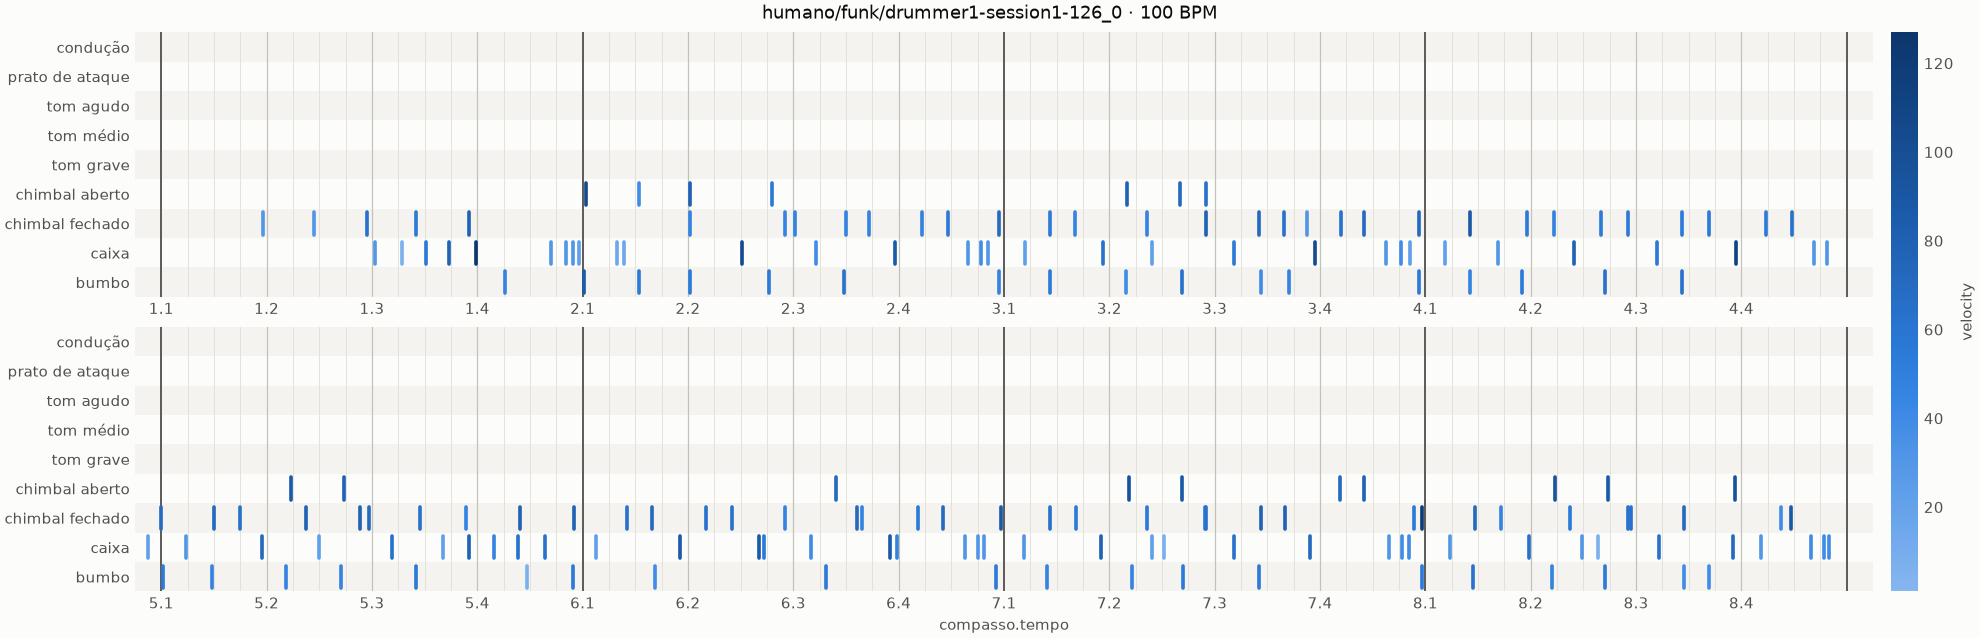 humano/funk/drummer1-session1-126_0 · 100 BPM
condução
prato de ataque
tom agudo
tom médio
tom grave
chimbal aberto
chimbal fechado
caixa
bumbo
1.1 1.2 1.3 1.4 2.1 2.2 2.3 2.4 3.1 3.2 3.3 3.4 4.1 4.2 4.3 4.4
condução
prato de ataque
tom agudo
tom médio
tom grave
chimbal aberto
chimbal fechado
caixa
bumbo
5.1 5.2 5.3 5.4 6.1 6.2 6.3 6.4 7.1 7.2 7.3 7.4 8.1 8.2 8.3 8.4
compasso.tempo
120
100
80
60
40
20
velocity